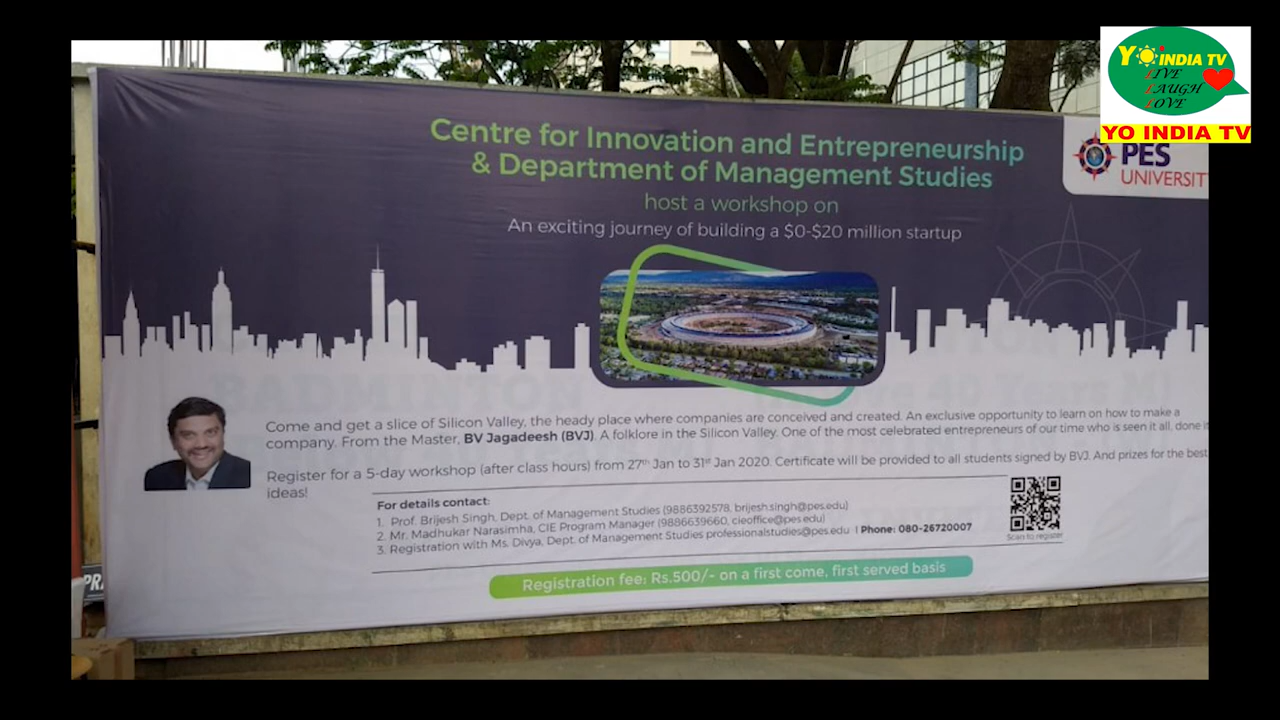 YO INDIA TV
LIVE
LAUGH
LOVE
YO INDIA TV
PES
UNIVERSIT
Centre for Innovation and Entrepreneurship
& Department of Management Studies
host a workshop on
An exciting journey of building a $0-$20 million startup
BADMINTON
40 Years
Come and get a slice of Silicon Valley, the heady place where companies are conceived and created. An exclusive opportunity to learn on how to make a
company. From the Master, BV Jagadeesh (BVJ). A folklore in the Silicon Valley. One of the most celebrated entrepreneurs of our time who is seen it all, done it
Register for a 5-day workshop (after class hours) from 27th Jan to 31st Jan 2020. Certificate will be provided to all students signed by BVJ. And prizes for the best
ideas!
For details contact:
1. Prof. Brijesh Singh, Dept. of Management Studies (9886392578, brijesh.singh@pes.edu)
2. Mr. Madhukar Narasimha, CIE Program Manager (9886639660, cieoffice@pes.edu)
3. Registration with Ms. Divya, Dept. of Management Studies professionalstudies@pes.edu | Phone: 080-26720007
Scan to register
Registration fee: Rs.500/- on a first come, first served basis
PRA